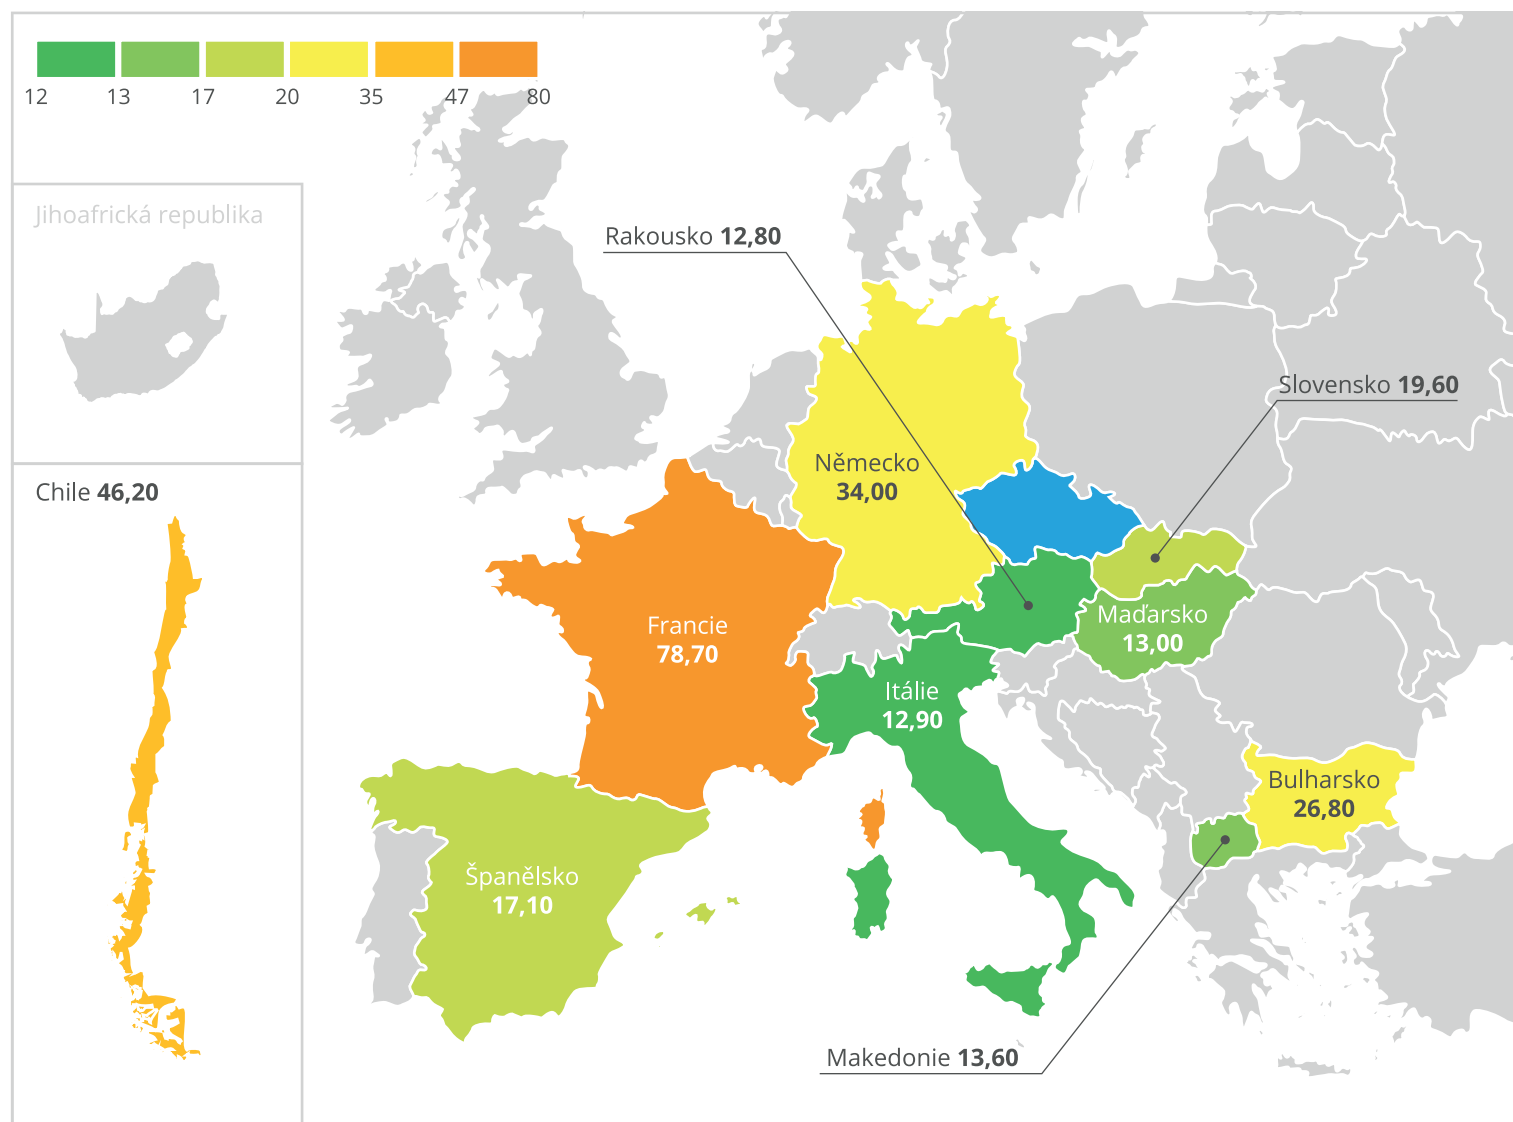 12 13 17 20 35 47 80
Jihoafrická republika
Rakousko 12,80
Slovensko 19,60
Německo
34,00
Chile 46,20
Francie
78,70
Maďarsko
13,00
Itálie
12,90
Bulharsko
26,80
Španělsko
17,10
Makedonie 13,60